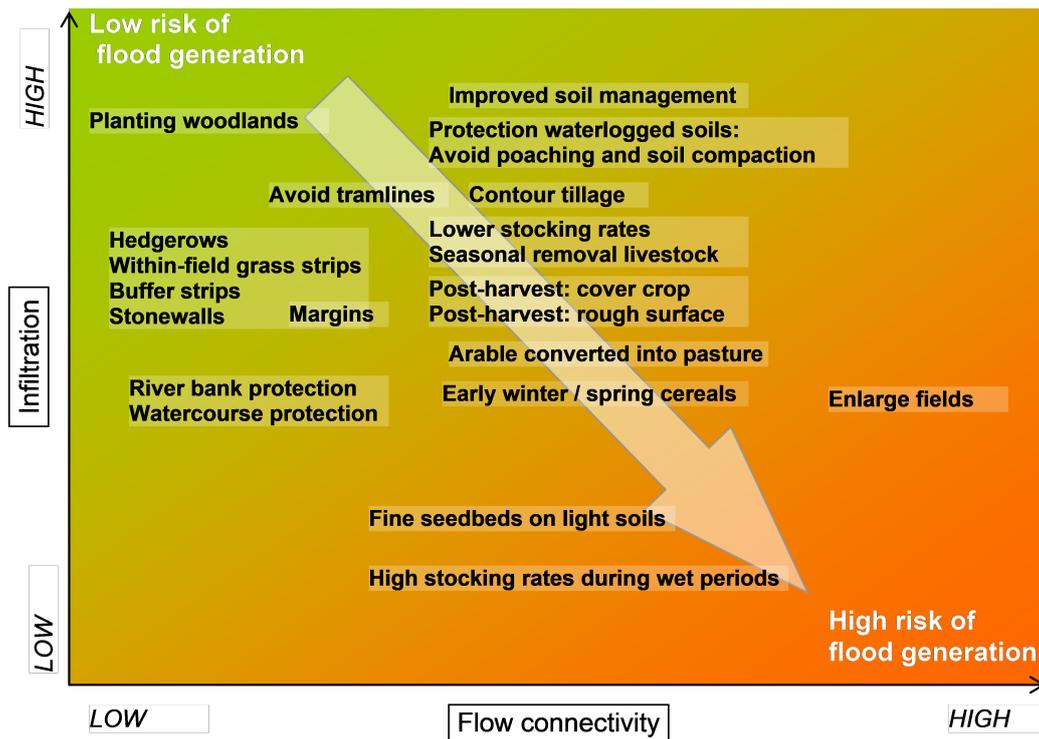 Low risk of
flood generation
HIGH
Improved soil management
Planting woodlands
Protection waterlogged soils:
Avoid poaching and soil compaction
Avoid tramlines
Contour tillage
Lower stocking rates
Seasonal removal livestock
Hedgerows
Within-field grass strips
Buffer strips
Stonewalls
Margins
Post-harvest: cover crop
Post-harvest: rough surface
Infiltration
Arable converted into pasture
River bank protection
Watercourse protection
Early winter / spring cereals
Enlarge fields
Fine seedbeds on light soils
High stocking rates during wet periods
LOW
High risk of
flood generation
LOW
Flow connectivity
HIGH